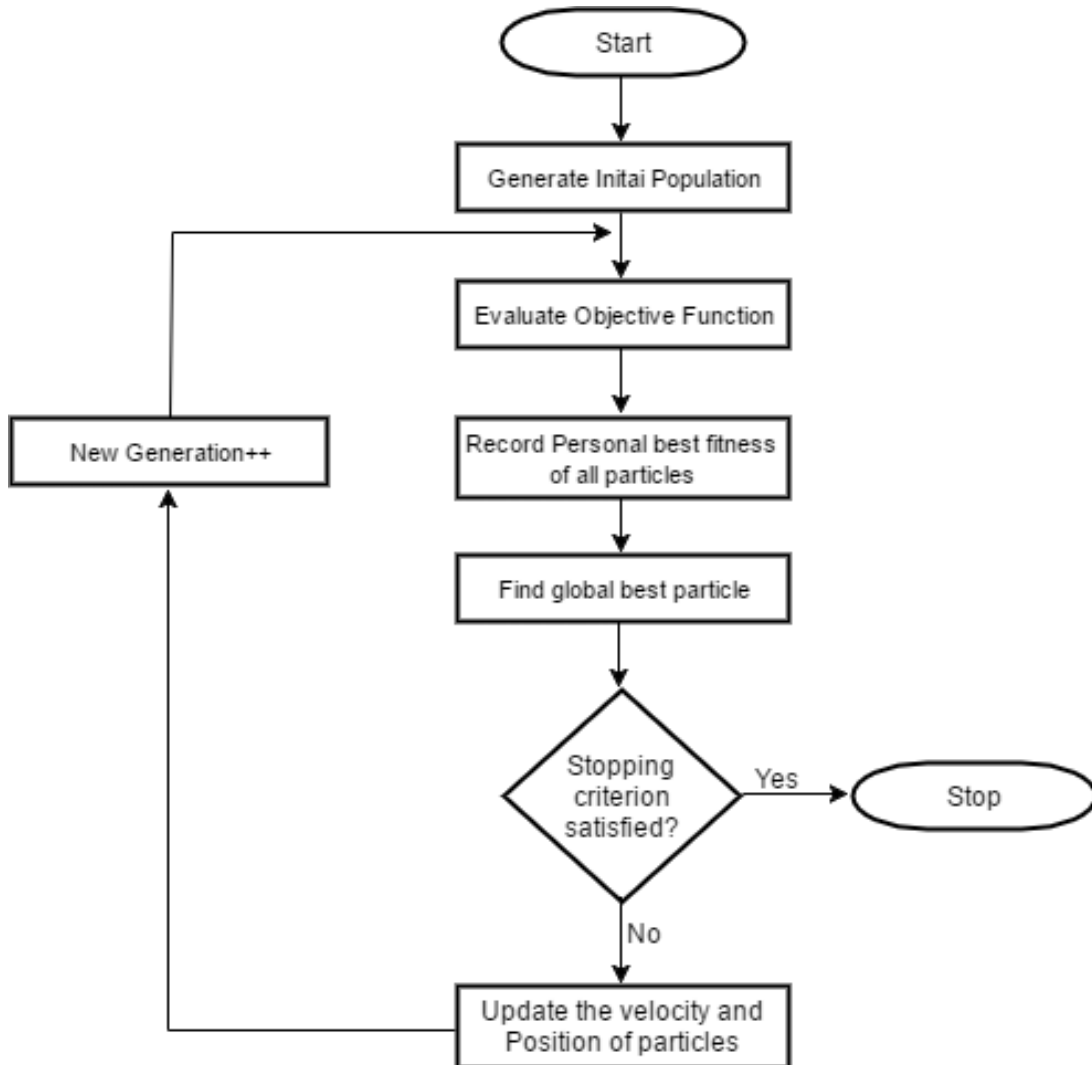 Start
Generate Initai Population
Evaluate Objective Function
New Generation++
Record Personal best fitness
of all particles
Find global best particle
Stopping
criterion
satisfied?
Yes
Stop
No
Update the velocity and
Position of particles